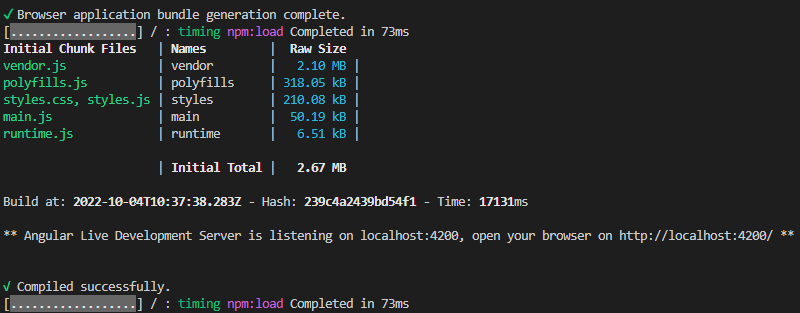 √ Browser application bundle generation complete.
[..................] / : timing npm:load Completed in 73ms
Initial Chunk Files | Names | Raw Size
vendor.js | vendor | 2.10 MB |
polyfills.js | polyfills | 318.05 kB |
styles.css, styles.js | styles | 210.08 kB |
main.js | main | 50.19 kB |
runtime.js | runtime | 6.51 kB |
| Initial Total | 2.67 MB
Build at: 2022-10-04T10:37:38.283Z - Hash: 239c4a2439bd54f1 - Time: 17131ms
** Angular Live Development Server is listening on localhost:4200, open your browser on http://localhost:4200/ **
√ Compiled successfully.
[..................] / : timing npm:load Completed in 73ms